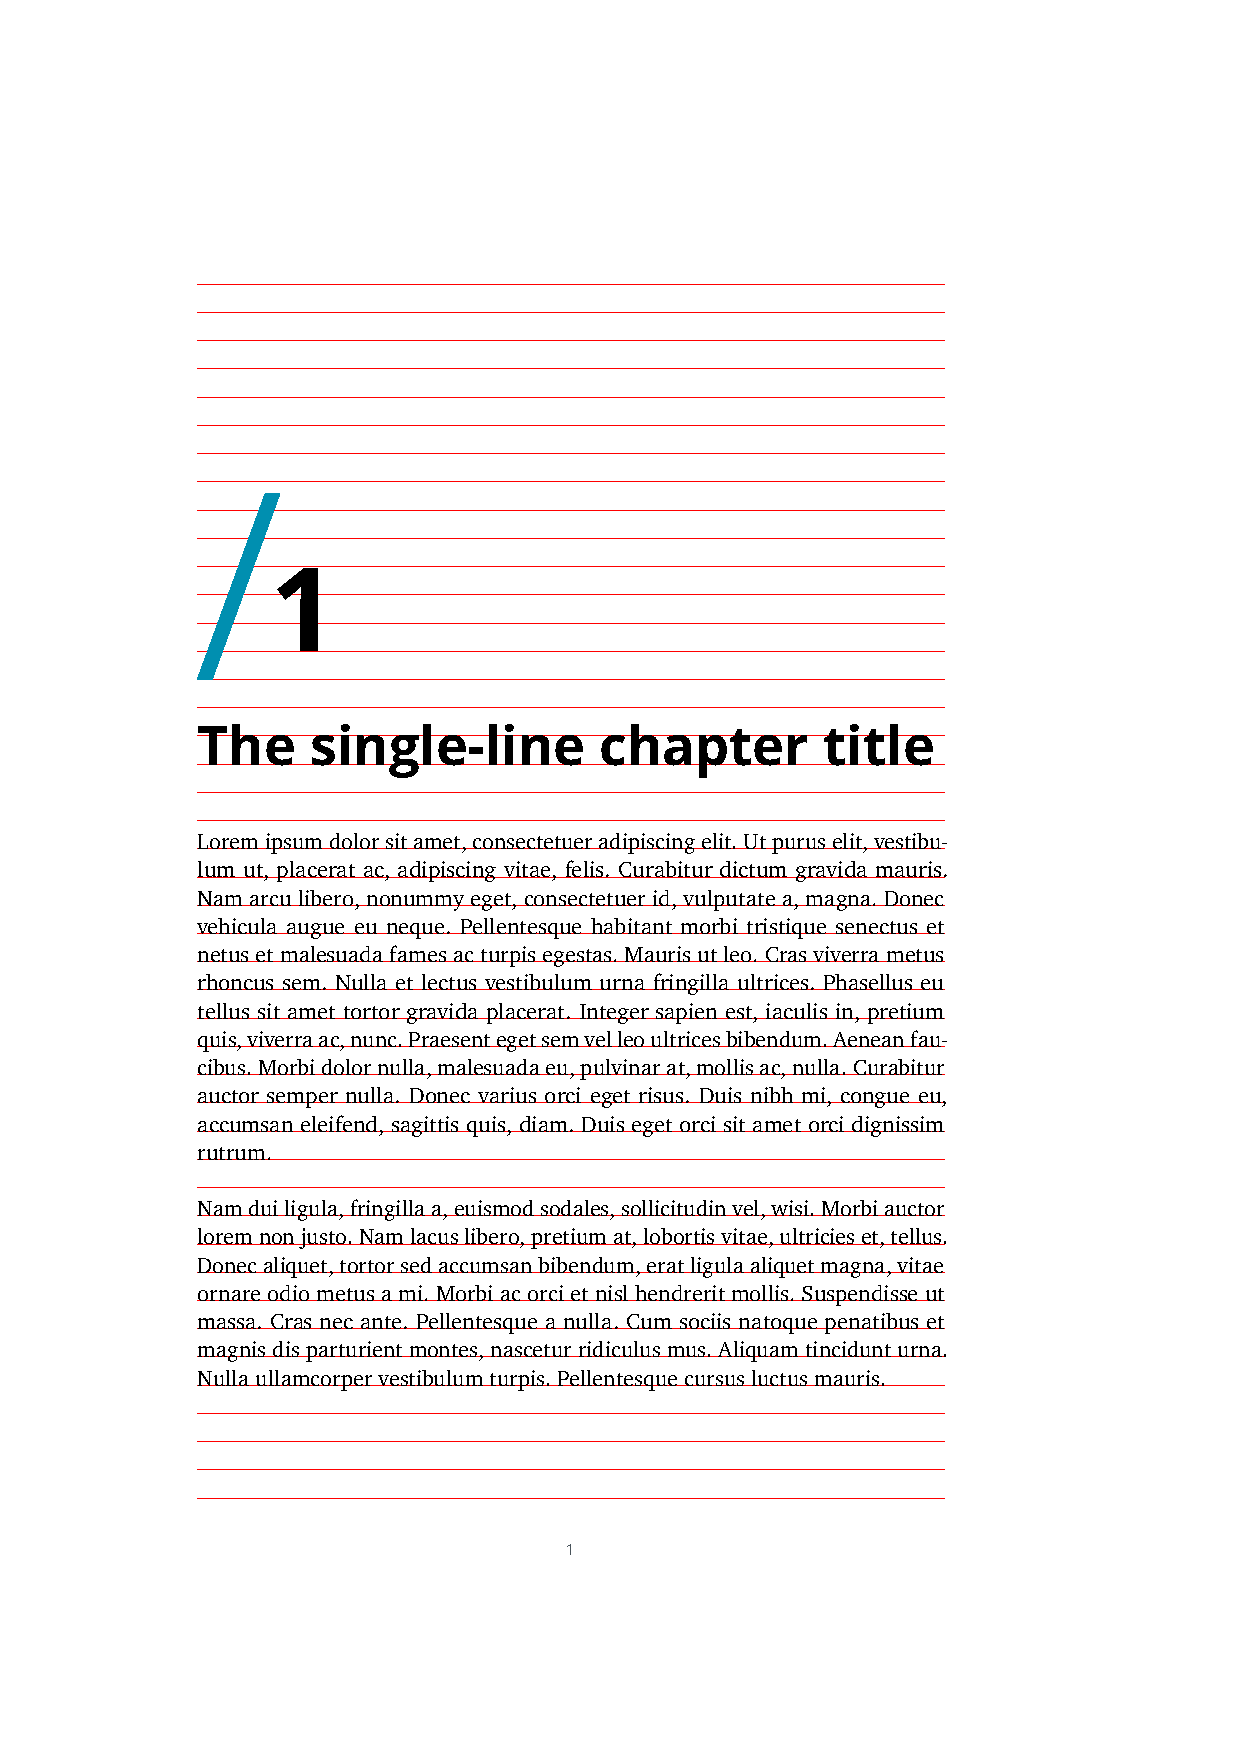 /1
The single-line chapter title
Lorem ipsum dolor sit amet, consectetuer adipiscing elit. Ut purus elit, vestibu-
lum ut, placerat ac, adipiscing vitae, felis. Curabitur dictum gravida mauris.
Nam arcu libero, nonummy eget, consectetuer id, vulputate a, magna. Donec
vehicula augue eu neque. Pellentesque habitant morbi tristique senectus et
netus et malesuada fames ac turpis egestas. Mauris ut leo. Cras viverra metus
rhoncus sem. Nulla et lectus vestibulum urna fringilla ultrices. Phasellus eu
tellus sit amet tortor gravida placerat. Integer sapien est, iaculis in, pretium
quis, viverra ac, nunc. Praesent eget sem vel leo ultrices bibendum. Aenean fau-
cibus. Morbi dolor nulla, malesuada eu, pulvinar at, mollis ac, nulla. Curabitur
auctor semper nulla. Donec varius orci eget risus. Duis nibh mi, congue eu,
accumsan eleifend, sagittis quis, diam. Duis eget orci sit amet orci dignissim
rutrum.
Nam dui ligula, fringilla a, euismod sodales, sollicitudin vel, wisi. Morbi auctor
lorem non justo. Nam lacus libero, pretium at, lobortis vitae, ultricies et, tellus.
Donec aliquet, tortor sed accumsan bibendum, erat ligula aliquet magna, vitae
ornare odio metus a mi. Morbi ac orci et nisl hendrerit mollis. Suspendisse ut
massa. Cras nec ante. Pellentesque a nulla. Cum sociis natoque penatibus et
magnis dis parturient montes, nascetur ridiculus mus. Aliquam tincidunt urna.
Nulla ullamcorper vestibulum turpis. Pellentesque cursus luctus mauris.
1